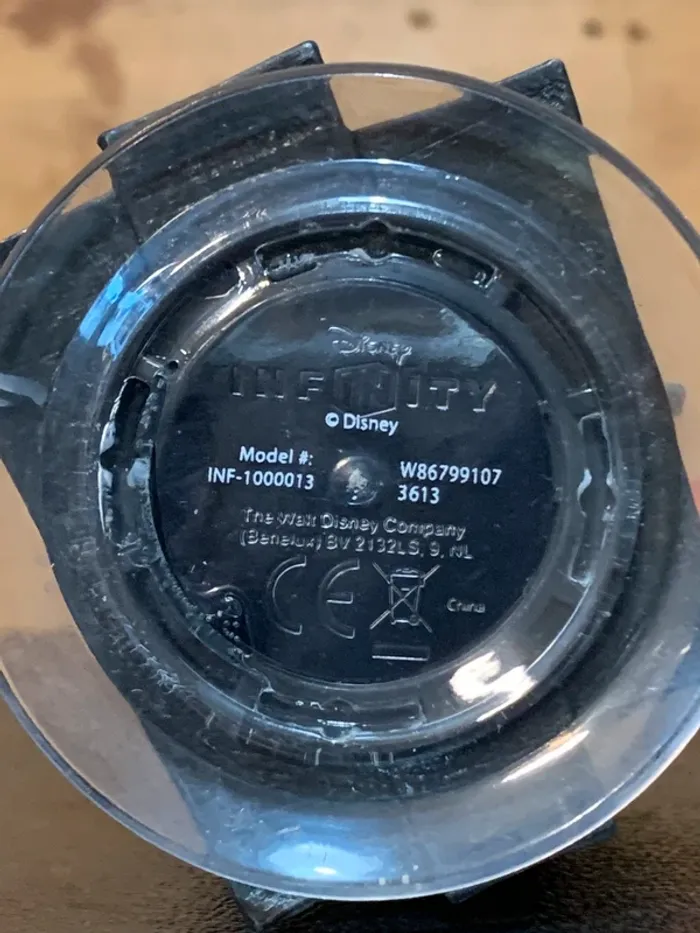 Disney
INFINITY
© Disney
Model #:
INF-1000013
W86799107
3613
The Walt Disney Company
(Benelux) BV 2132LS, 9, NL
CE
China